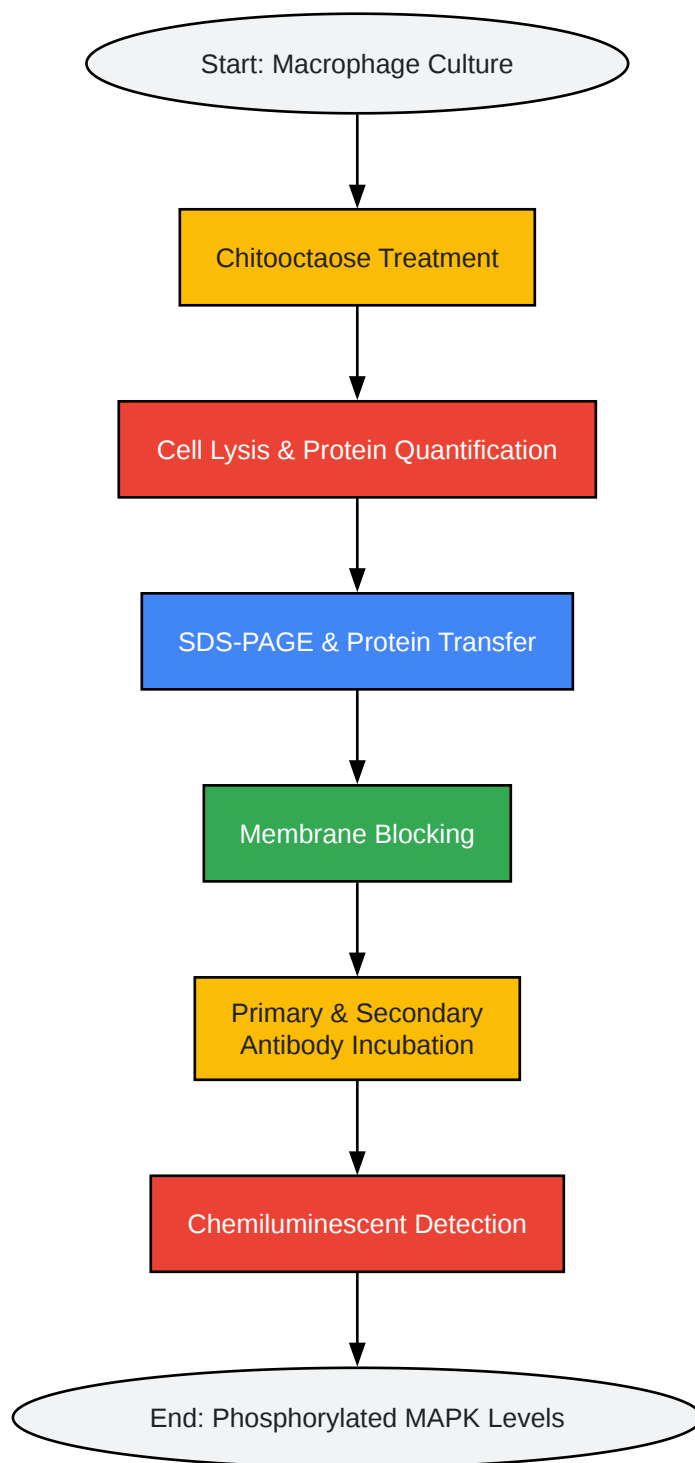 Start: Macrophage Culture
Chitooctaose Treatment
Cell Lysis & Protein Quantification
SDS-PAGE & Protein Transfer
Membrane Blocking
Primary & Secondary
Antibody Incubation
Chemiluminescent Detection
End: Phosphorylated MAPK Levels